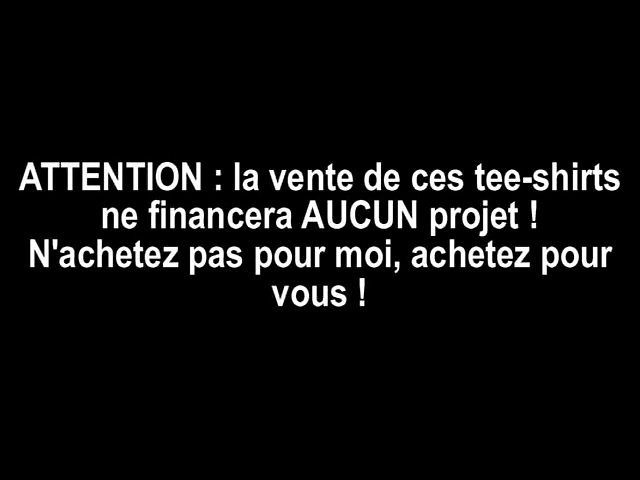 ATTENTION : la vente de ces tee-shirts
ne financera AUCUN projet !
N'achetez pas pour moi, achetez pour
vous !